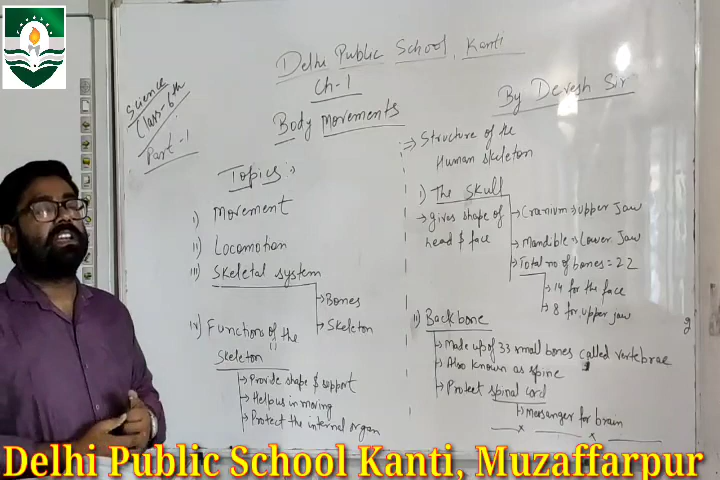 Delhi Public School, Kanti
Ch-1
Body Movements
By Devesh Sir
Science
Class-6th
Part-1
Topics :-
i) Movement
ii) Locomotion
iii) Skeletal system
→ Bones
→ Skeleton
iv) Functions of the
Skeleton
→ Provide shape & support
→ Help us in moving
→ Protect the internal organ
⇒ Structure of the
Human skeleton
i) The Skull
→ gives shape of
head & face
→ Cranium ⇒ upper Jaw
→ Mandible ⇒ Lower Jaw
→ Total no of bones = 22
→ 14 for the face
→ 8 for upper jaw
ii) Backbone
→ Made up of 33 small bones called vertebrae
→ Also known as spine
→ Protect spinal cord
→ Messanger for brain
Delhi Public School Kanti, Muzaffarpur